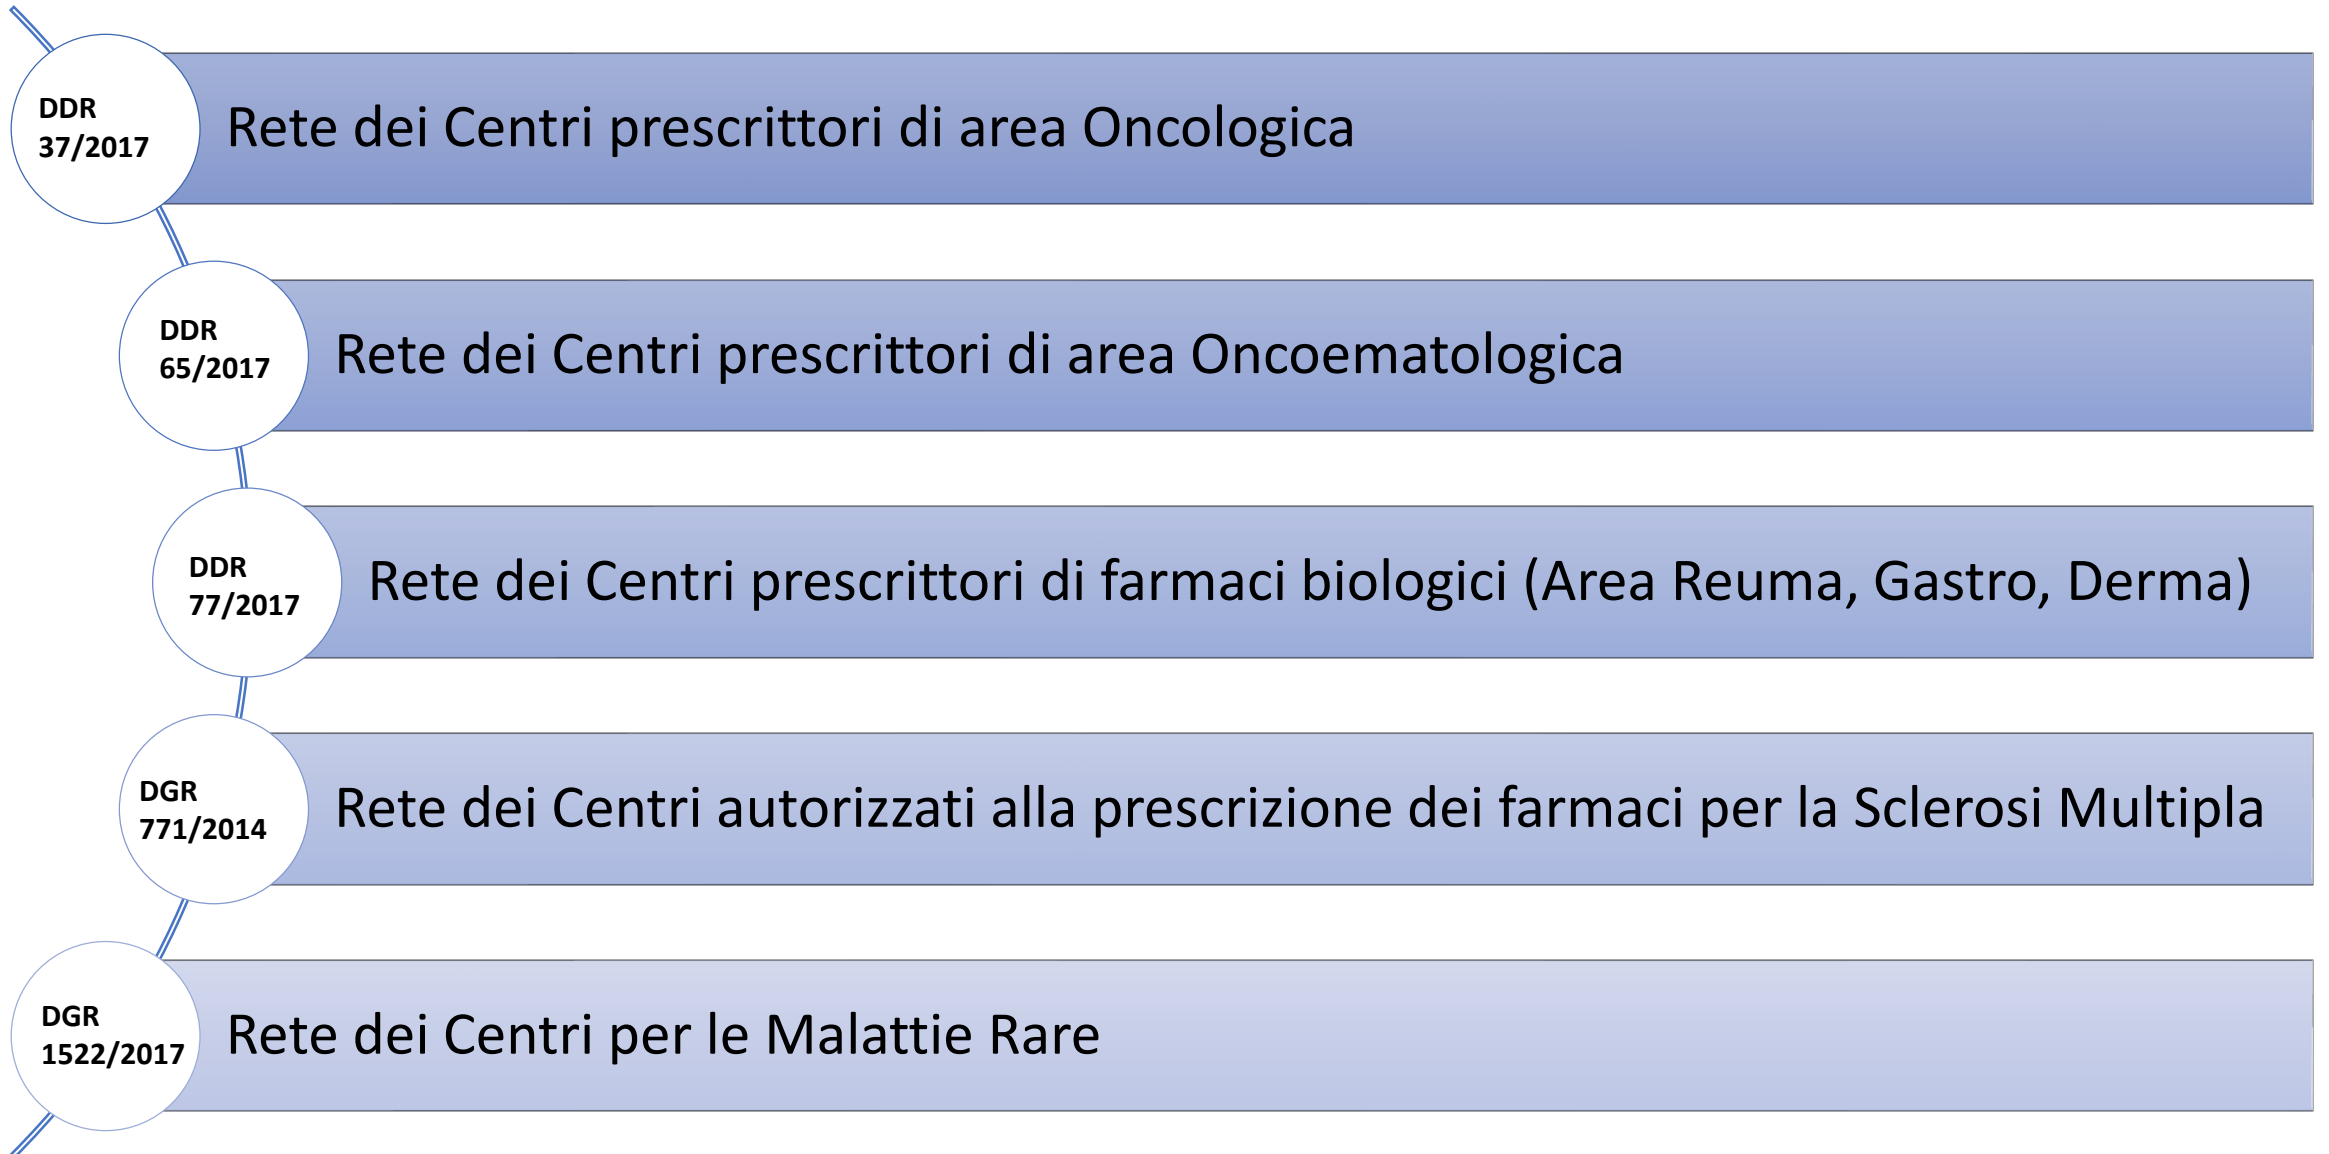 DDR
37/2017
Rete dei Centri prescrittori di area Oncologica
DDR
65/2017
Rete dei Centri prescrittori di area Oncoematologica
DDR
77/2017
Rete dei Centri prescrittori di farmaci biologici (Area Reuma, Gastro, Derma)
DGR
771/2014
Rete dei Centri autorizzati alla prescrizione dei farmaci per la Sclerosi Multipla
DGR
1522/2017
Rete dei Centri per le Malattie Rare